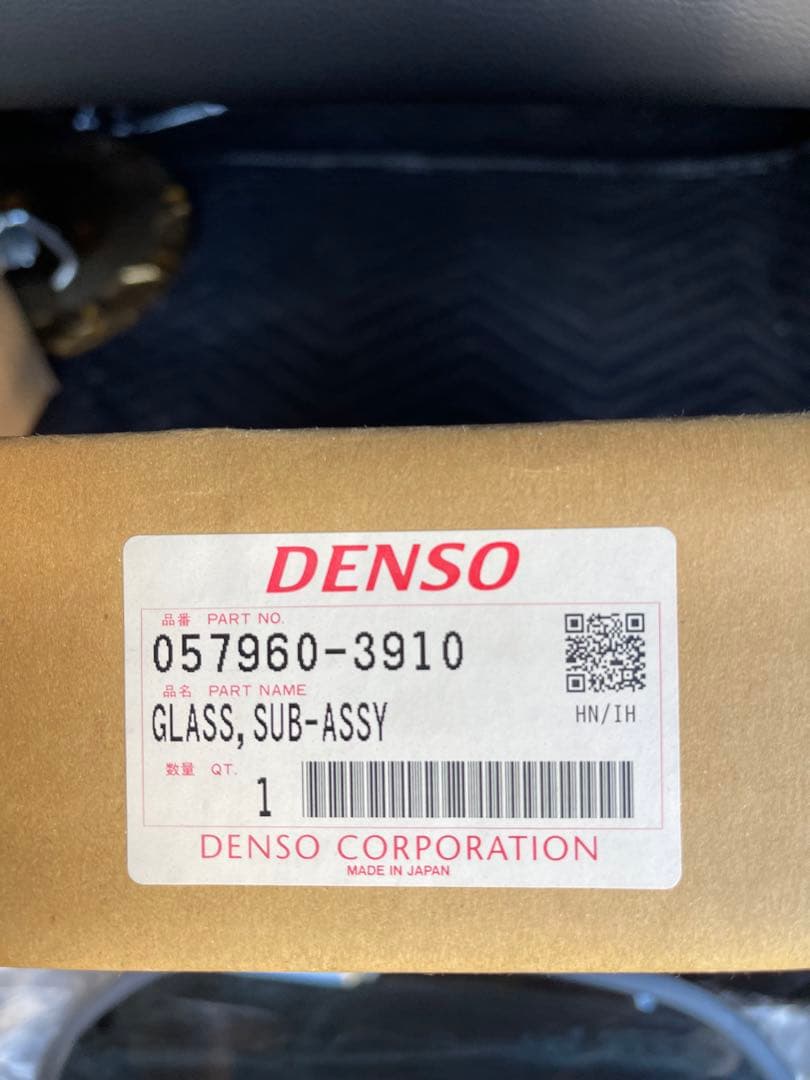 DENSO
品番 PART NO.
057960-3910
品名 PART NAME
GLASS,SUB-ASSY
HN/IH
数量 QT.
1
DENSO CORPORATION
MADE IN JAPAN